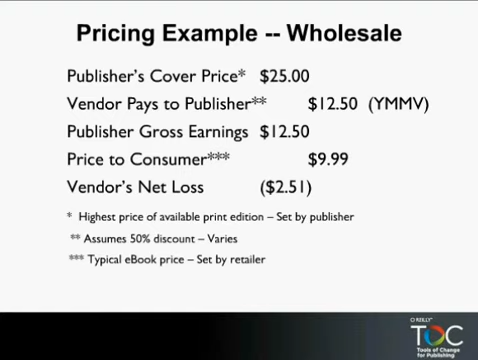 Pricing Example -- Wholesale
Publisher's Cover Price* $25.00
Vendor Pays to Publisher** $12.50 (YMMV)
Publisher Gross Earnings $12.50
Price to Consumer*** $9.99
Vendor's Net Loss ($2.51)
* Highest price of available print edition – Set by publisher
** Assumes 50% discount – Varies
*** Typical eBook price – Set by retailer
O'REILLY
TOC
Tools of Change
for Publishing